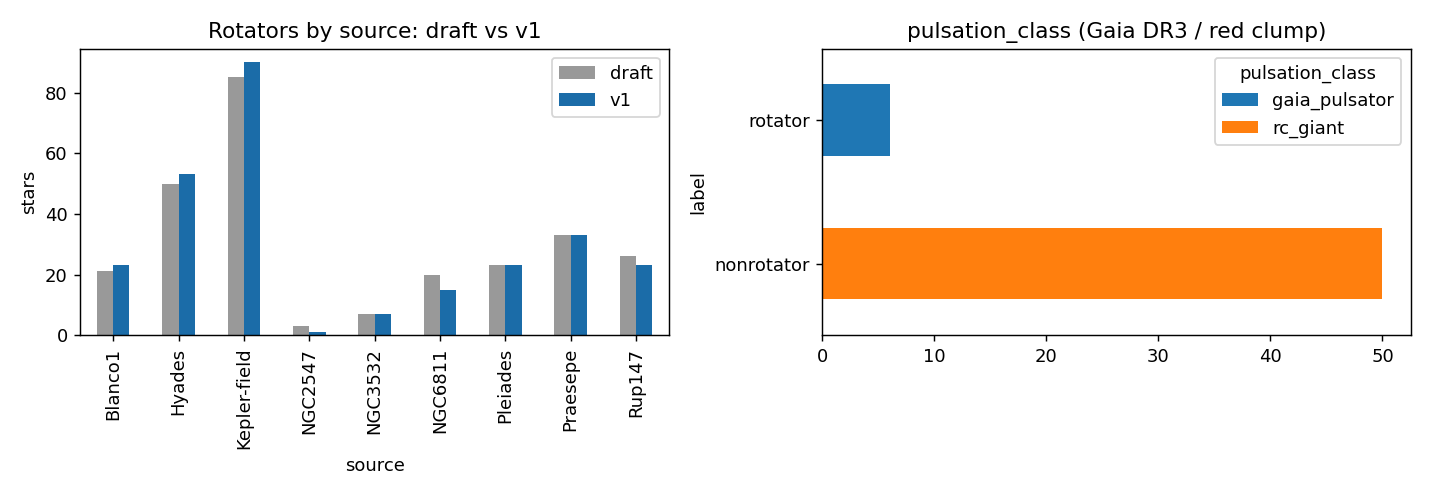 Rotators by source: draft vs v1
draft
v1
stars
80
60
40
20
0
Blanco1
Hyades
Kepler-field
NGC2547
NGC3532
NGC6811
Pleiades
Praesepe
Rup147
source
pulsation_class (Gaia DR3 / red clump)
pulsation_class
gaia_pulsator
rc_giant
label
rotator
nonrotator
0
10
20
30
40
50